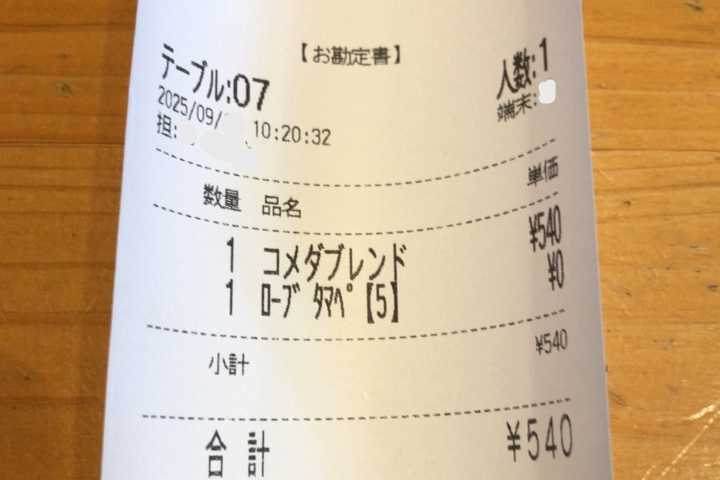 【お勘定書】
テーブル:07 人数:1
2025/09/ 10:20:32 端末:
担:
数量 品名 単価
1 コメダブレンド ¥540
1 ﾛｰﾌﾞ ﾀﾏﾍﾟ【5】 ¥0
小計 ¥540
合計 ¥540